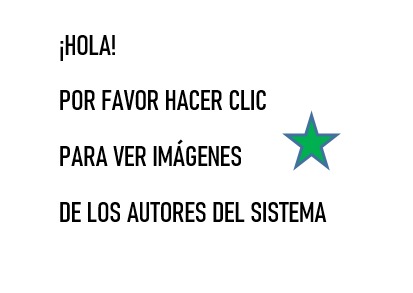 ¡HOLA!
POR FAVOR HACER CLIC
PARA VER IMÁGENES
DE LOS AUTORES DEL SISTEMA